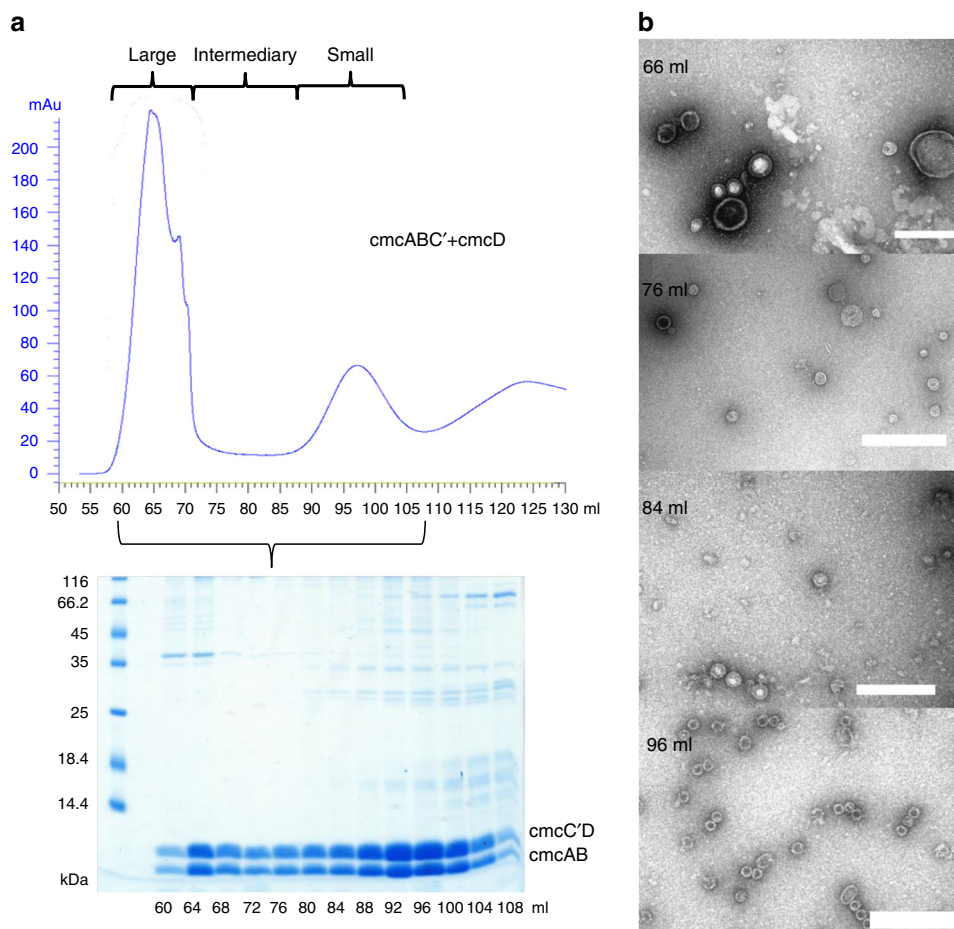 a
Large Intermediary Small
mAu
200
180
160
140
120
100
80
60
40
20
0
cmcABC′+cmcD
50 55 60 65 70 75 80 85 90 95 100 105 110 115 120 125 130 ml
116
66.2
45
35
25
18.4
14.4
kDa
cmcC′D
cmcAB
60 64 68 72 76 80 84 88 92 96 100 104 108 ml
b
66 ml
76 ml
84 ml
96 ml